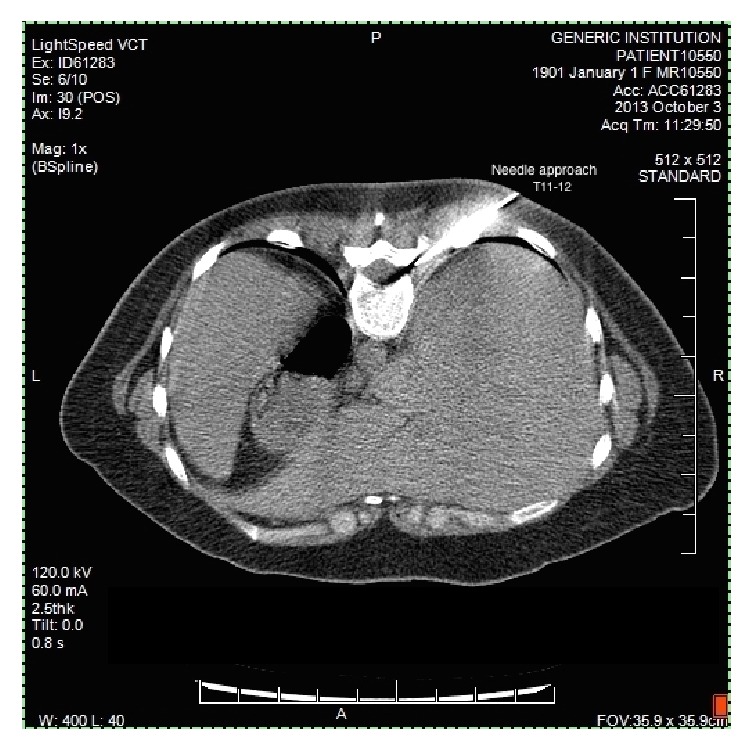 LightSpeed VCT
Ex: ID61283
Se: 6/10
Im: 30 (POS)
Ax: I9.2
Mag: 1x
(BSpline)
P
GENERIC INSTITUTION
PATIENT10550
1901 January 1 F MR10550
Acc: ACC61283
2013 October 3
Acq Tm: 11:29:50
512 x 512
STANDARD
Needle approach
T11-12
L
R
120.0 kV
60.0 mA
2.5thk
Tilt: 0.0
0.8 s
W: 400 L: 40
A
FOV:35.9 x 35.9cm